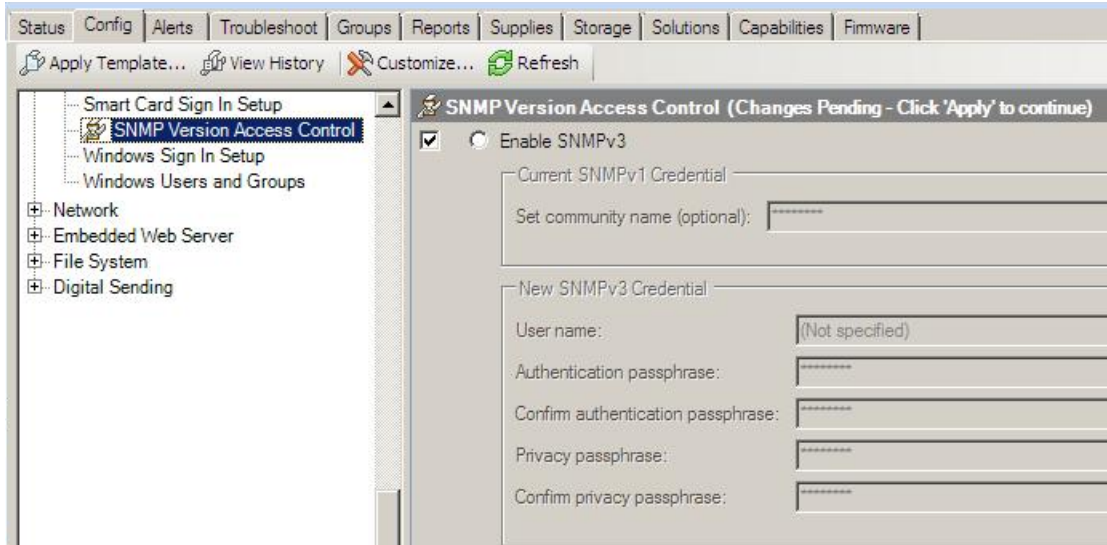 Status Config Alerts Troubleshoot Groups Reports Supplies Storage Solutions Capabilities Firmware
Apply Template... View History Customize... Refresh
Smart Card Sign In Setup
SNMP Version Access Control
Windows Sign In Setup
Windows Users and Groups
Network
Embedded Web Server
File System
Digital Sending
SNMP Version Access Control (Changes Pending - Click 'Apply' to continue)
Enable SNMPv3
Current SNMPv1 Credential
Set community name (optional): ********
New SNMPv3 Credential
User name: (Not specified)
Authentication passphrase: ********
Confirm authentication passphrase: ********
Privacy passphrase: ********
Confirm privacy passphrase: ********